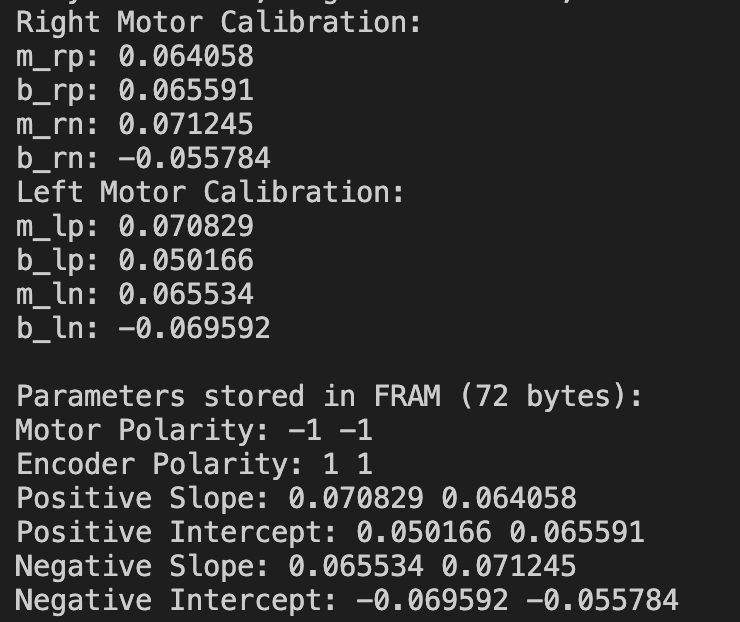 Right Motor Calibration:
m_rp: 0.064058
b_rp: 0.065591
m_rn: 0.071245
b_rn: -0.055784
Left Motor Calibration:
m_lp: 0.070829
b_lp: 0.050166
m_ln: 0.065534
b_ln: -0.069592
Parameters stored in FRAM (72 bytes):
Motor Polarity: -1 -1
Encoder Polarity: 1 1
Positive Slope: 0.070829 0.064058
Positive Intercept: 0.050166 0.065591
Negative Slope: 0.065534 0.071245
Negative Intercept: -0.069592 -0.055784